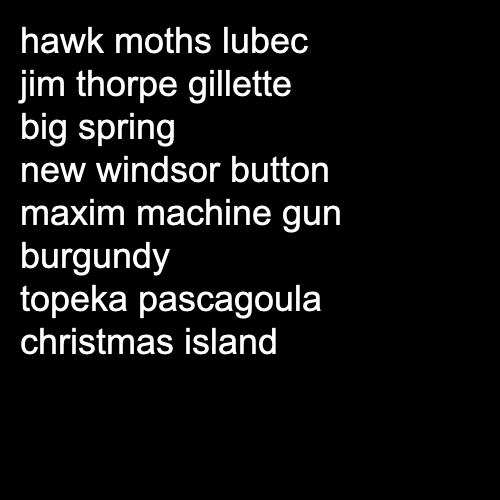 hawk moths lubec
jim thorpe gillette
big spring
new windsor button
maxim machine gun
burgundy
topeka pascagoula
christmas island